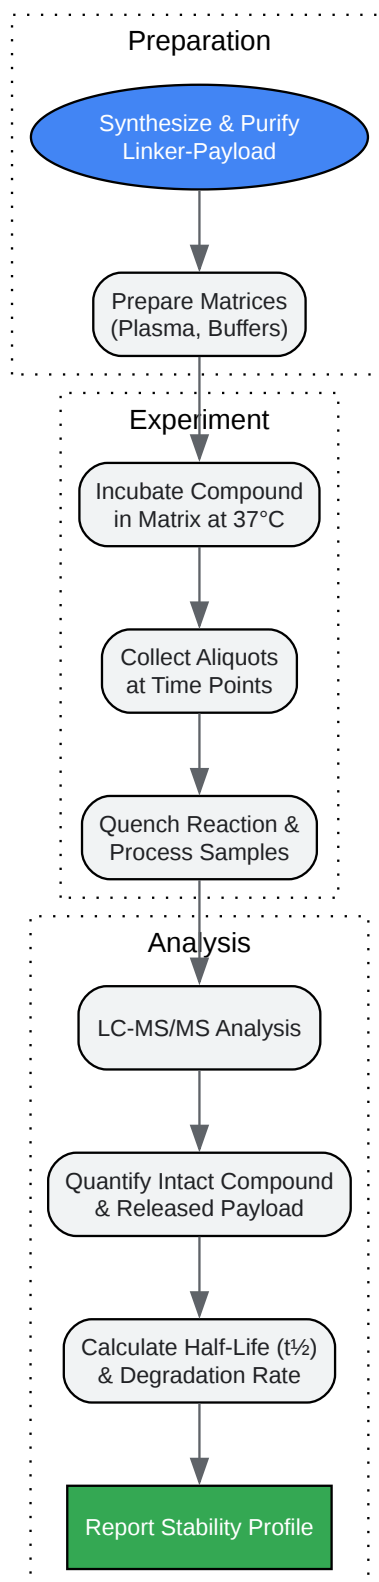 Preparation
Synthesize & Purify
Linker-Payload
Prepare Matrices
(Plasma, Buffers)
Experiment
Incubate Compound
in Matrix at 37°C
Collect Aliquots
at Time Points
Quench Reaction &
Process Samples
Analysis
LC-MS/MS Analysis
Quantify Intact Compound
& Released Payload
Calculate Half-Life (t½)
& Degradation Rate
Report Stability Profile